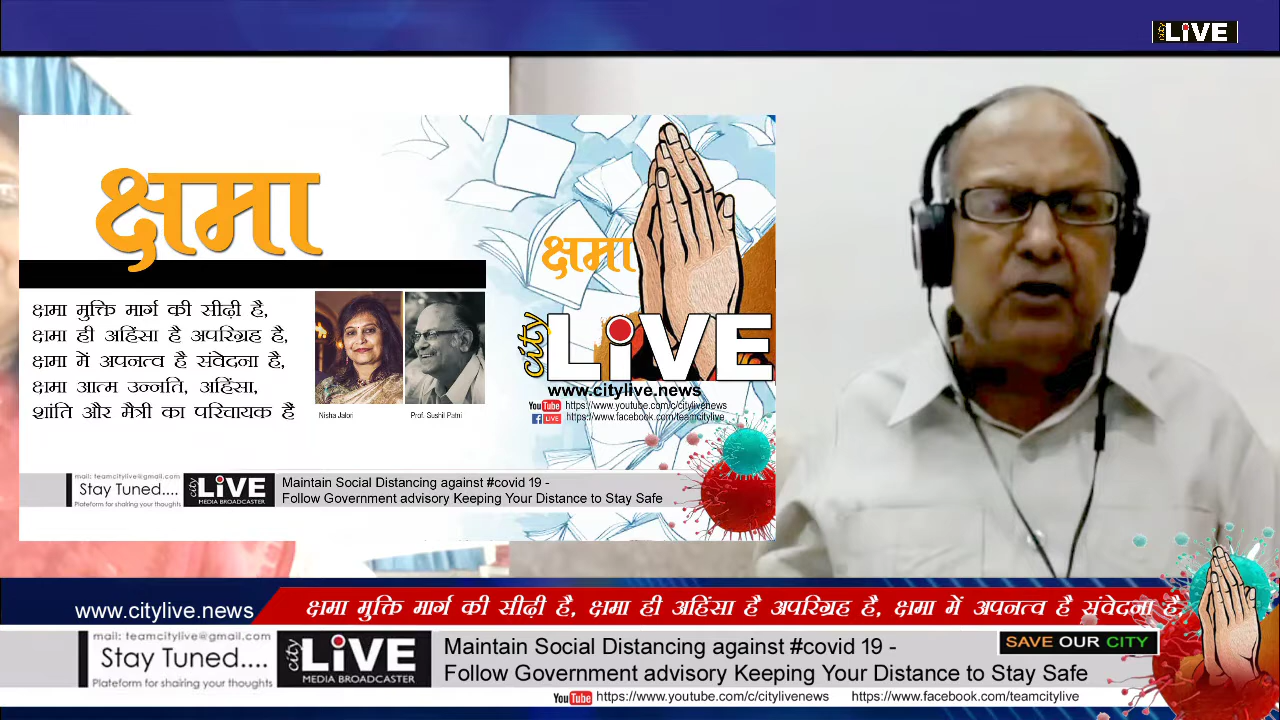 city LiVE
क्षमा
क्षमा मुक्ति मार्ग की सीढ़ी है,
क्षमा ही अहिंसा है अपरिग्रह है,
क्षमा में अपनत्व है संवेदना है,
क्षमा आत्म उन्नति, अहिंसा,
शांति और मैत्री का परिचायक है
Nisha Jalori
Prof. Sushil Patni
क्षमा
city LiVE
www.citylive.news
YouTube https://www.youtube.com/c/citylivenews
LIVE https://www.facebook.com/teamcitylive
mail: teamcitylive@gmail.com
Stay Tuned....
Plateform for shairing your thoughts
city LiVE
MEDIA BROADCASTER
Maintain Social Distancing against #covid 19 -
Follow Government advisory Keeping Your Distance to Stay Safe
www.citylive.news
क्षमा मुक्ति मार्ग की सीढ़ी है, क्षमा ही अहिंसा है अपरिग्रह है, क्षमा में अपनत्व है संवेदना है,
mail: teamcitylive@gmail.com
Stay Tuned....
Plateform for shairing your thoughts
city LiVE
MEDIA BROADCASTER
Maintain Social Distancing against #covid 19 -
Follow Government advisory Keeping Your Distance to Stay Safe
SAVE OUR CITY
YouTube https://www.youtube.com/c/citylivenews https://www.facebook.com/teamcitylive